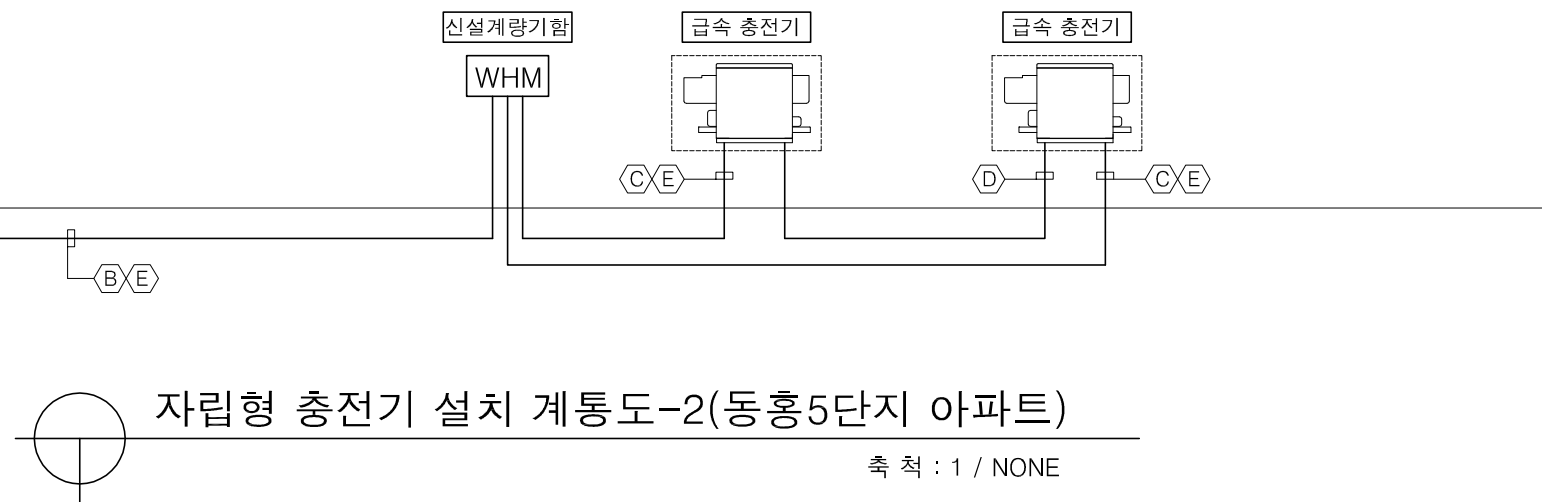 신설계량기함
급속 충전기
급속 충전기
WHM
C E
D
C E
B E
자립형 충전기 설치 계통도-2(동홍5단지 아파트)
축 척 : 1 / NONE